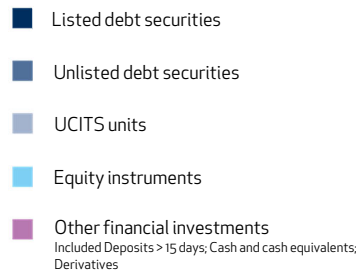 Listed debt securities
Unlisted debt securities
UCITS units
Equity instruments
Other financial investments
Included Deposits > 15 days; Cash and cash equivalents;
Derivatives